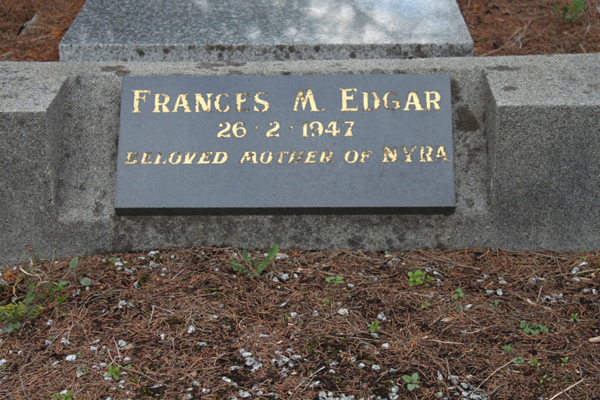 FRANCES M. EDGAR
26·2·1947
BELOVED MOTHER OF NYRA